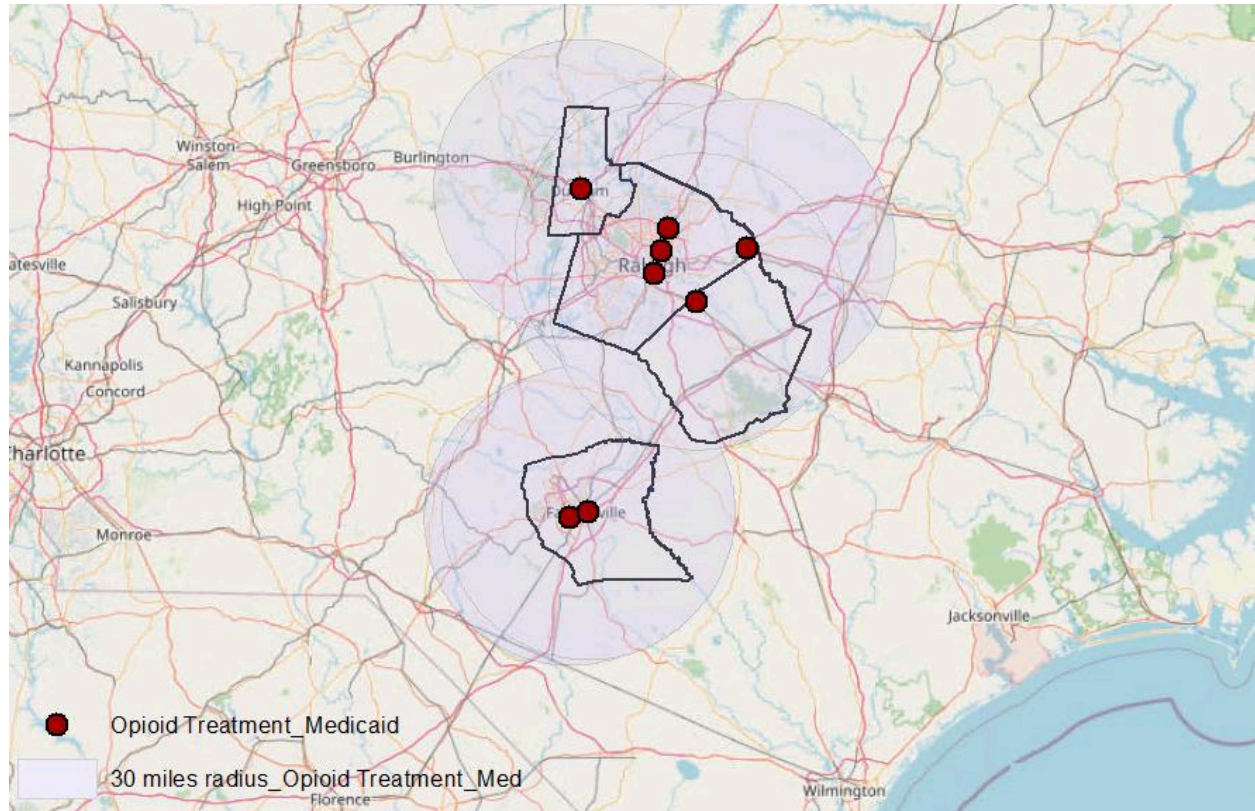 Winston-
Salem
Greensboro
Burlington
High Point
Salisbury
atesville
Kannapolis
Concord
Charlotte
Monroe
Raleigh
Jacksonville
Opioid Treatment_Medicaid
30 miles radius_Opioid Treatment_Med
Florence
Wilmington